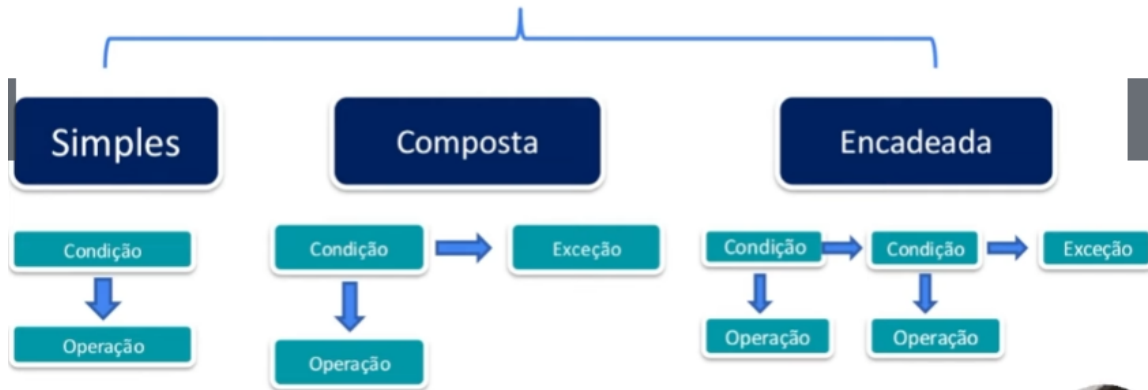 Simples
Composta
Encadeada
Condição
Operação
Condição
Exceção
Operação
Condição
Condição
Exceção
Operação
Operação